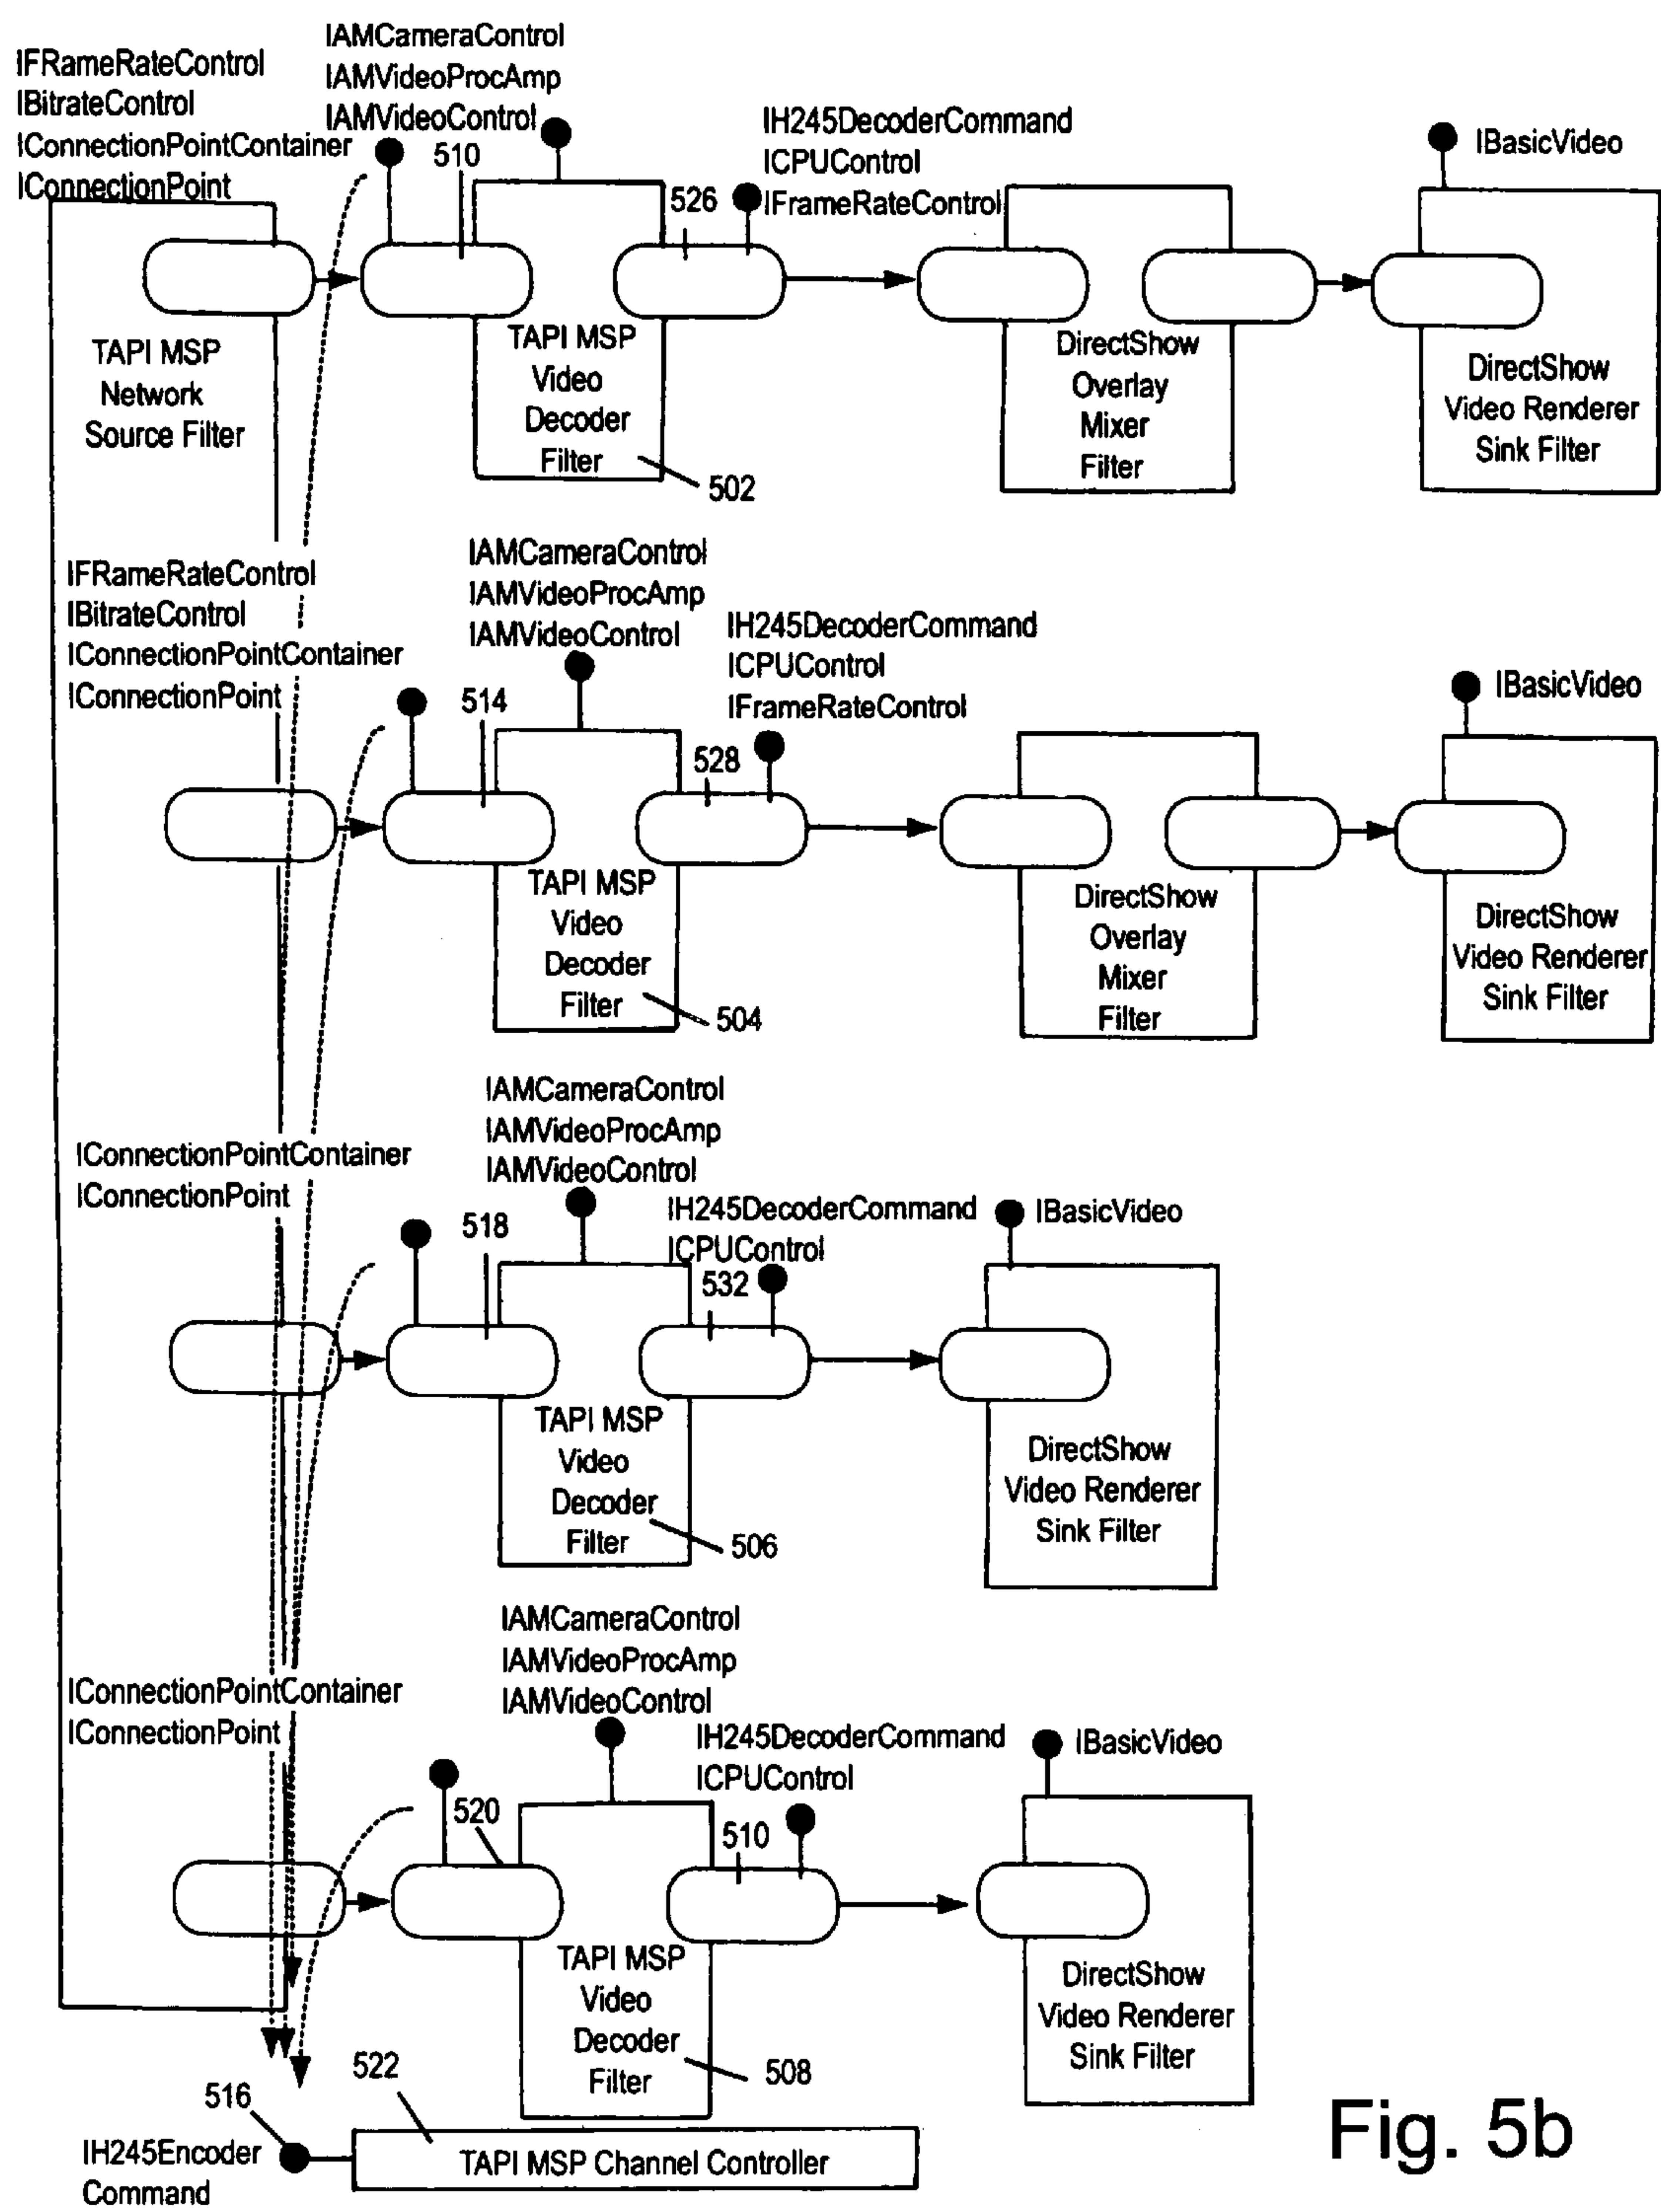 IAMCameraControl
IAMVideoProcAmp
IAMVideoControl
IFRameRateControl
IBitrateControl
IConnectionPointContainer
IConnectionPoint
510
526
IH245DecoderCommand
ICPUControl
IFrameRateControl
IBasicVideo
TAPI MSP
Network
Source Filter
TAPI MSP
Video
Decoder
Filter
502
DirectShow
Overlay
Mixer
Filter
DirectShow
Video Renderer
Sink Filter
IFRameRateControl
IBitrateControl
IConnectionPointContainer
IConnectionPoint
IAMCameraControl
IAMVideoProcAmp
IAMVideoControl
514
528
IH245DecoderCommand
ICPUControl
IFrameRateControl
IBasicVideo
TAPI MSP
Video
Decoder
Filter
504
DirectShow
Overlay
Mixer
Filter
DirectShow
Video Renderer
Sink Filter
IConnectionPointContainer
IConnectionPoint
IAMCameraControl
IAMVideoProcAmp
IAMVideoControl
518
532
IH245DecoderCommand
ICPUControl
IBasicVideo
TAPI MSP
Video
Decoder
Filter
506
DirectShow
Video Renderer
Sink Filter
IConnectionPointContainer
IConnectionPoint
IAMCameraControl
IAMVideoProcAmp
IAMVideoControl
520
510
IH245DecoderCommand
ICPUControl
IBasicVideo
TAPI MSP
Video
Decoder
Filter
508
DirectShow
Video Renderer
Sink Filter
516
522
IH245Encoder
Command
TAPI MSP Channel Controller
Fig. 5b